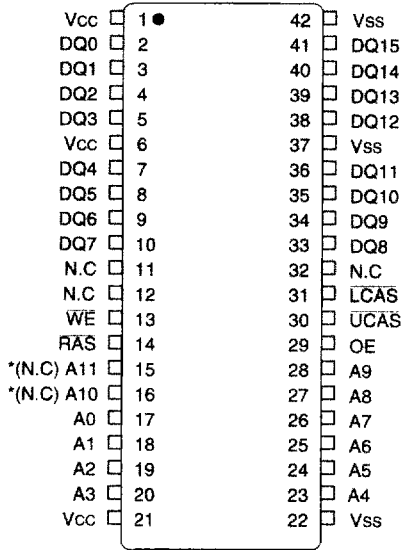 Vcc 1 42 Vss
DQ0 2 41 DQ15
DQ1 3 40 DQ14
DQ2 4 39 DQ13
DQ3 5 38 DQ12
Vcc 6 37 Vss
DQ4 7 36 DQ11
DQ5 8 35 DQ10
DQ6 9 34 DQ9
DQ7 10 33 DQ8
N.C 11 32 N.C
N.C 12 31 L̅C̅A̅S̅
W̅E̅ 13 30 U̅C̅A̅S̅
R̅A̅S̅ 14 29 OE
*(N.C) A11 15 28 A9
*(N.C) A10 16 27 A8
A0 17 26 A7
A1 18 25 A6
A2 19 24 A5
A3 20 23 A4
Vcc 21 22 Vss